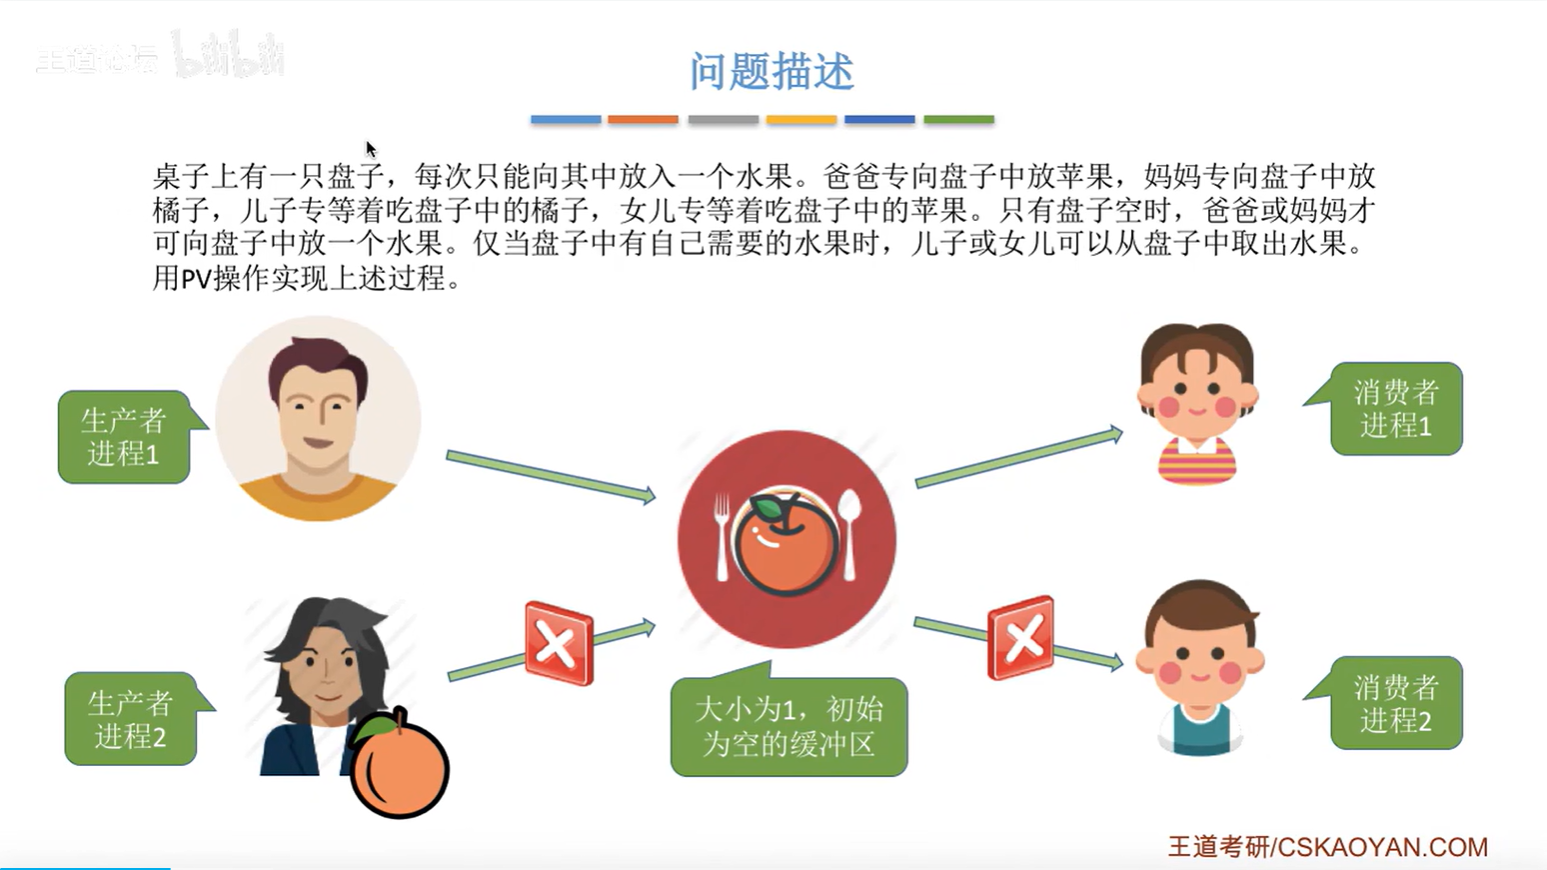 王道论坛 bilibili
问题描述
桌子上有一只盘子，每次只能向其中放入一个水果。爸爸专向盘子中放苹果，妈妈专向盘子中放
橘子，儿子专等着吃盘子中的橘子，女儿专等着吃盘子中的苹果。只有盘子空时，爸爸或妈妈才
可向盘子中放一个水果。仅当盘子中有自己需要的水果时，儿子或女儿可以从盘子中取出水果。
用PV操作实现上述过程。
生产者
进程1
消费者
进程1
生产者
进程2
大小为1，初始
为空的缓冲区
消费者
进程2
王道考研/CSKAOYAN.COM